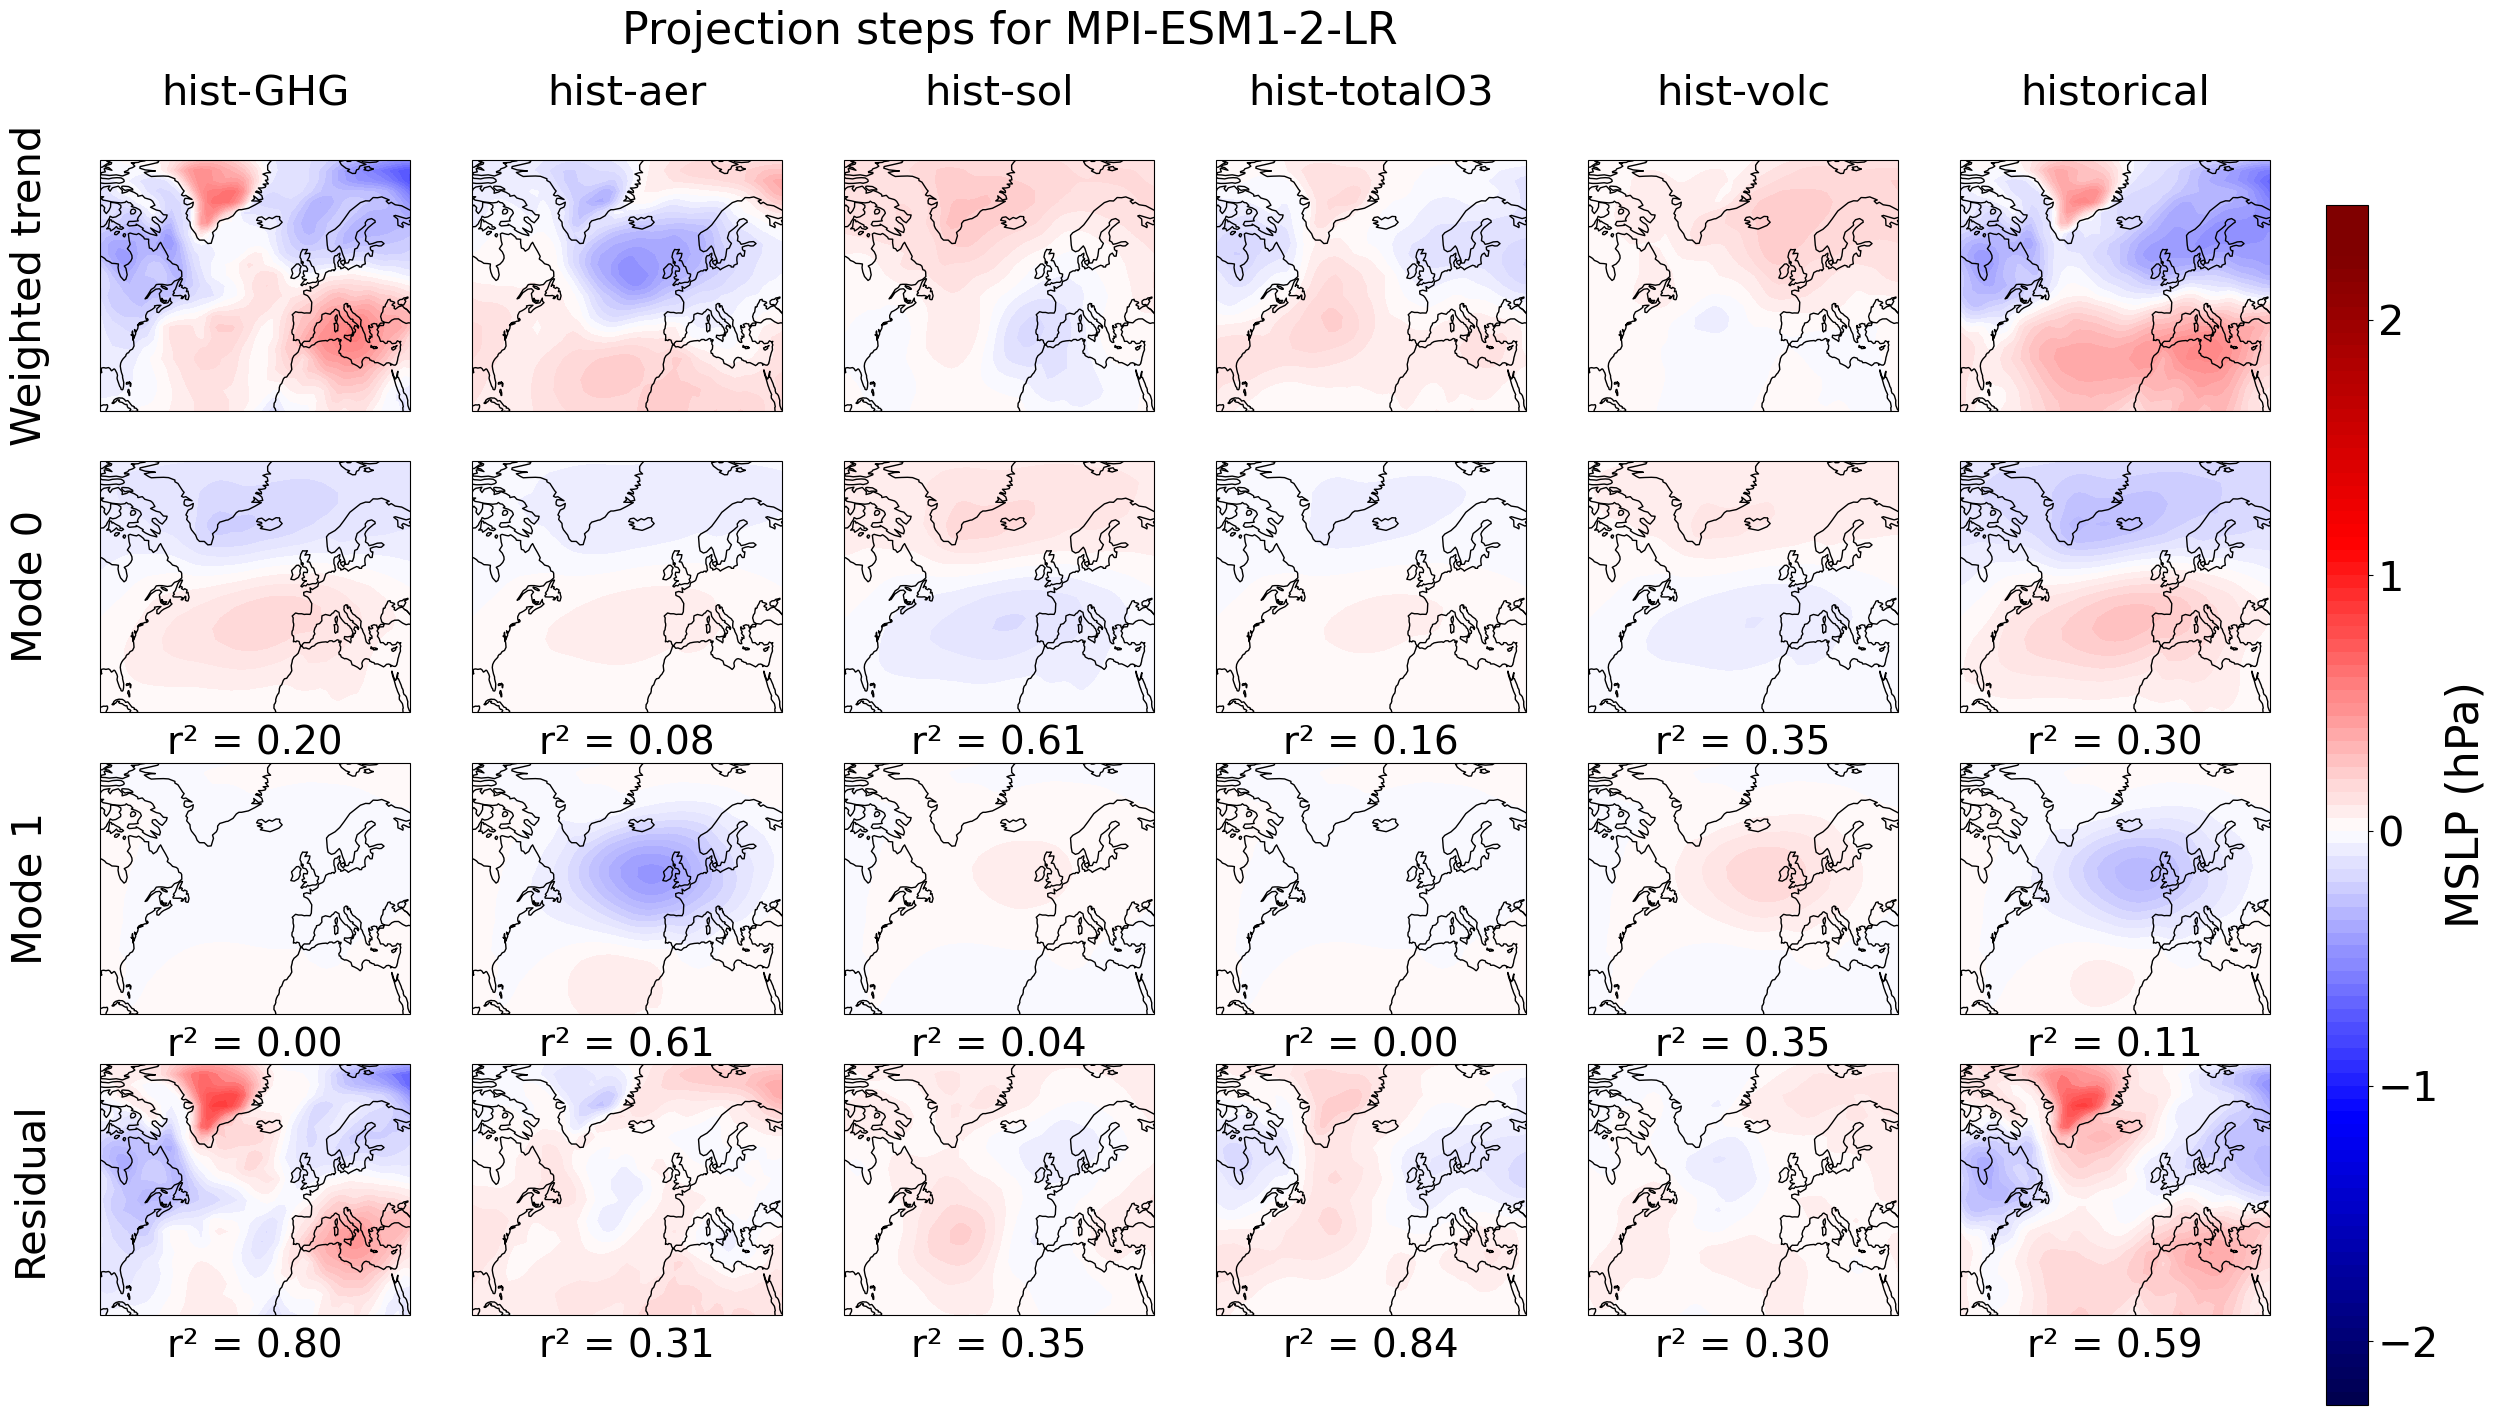 Projection steps for MPI-ESM1-2-LR
hist-GHG hist-aer hist-sol hist-totalO3 hist-volc historical
Weighted trend
Mode 0
r² = 0.20 r² = 0.08 r² = 0.61 r² = 0.16 r² = 0.35 r² = 0.30
Mode 1
r² = 0.00 r² = 0.61 r² = 0.04 r² = 0.00 r² = 0.35 r² = 0.11
Residual
r² = 0.80 r² = 0.31 r² = 0.35 r² = 0.84 r² = 0.30 r² = 0.59
2
1
0
−1
−2
MSLP (hPa)